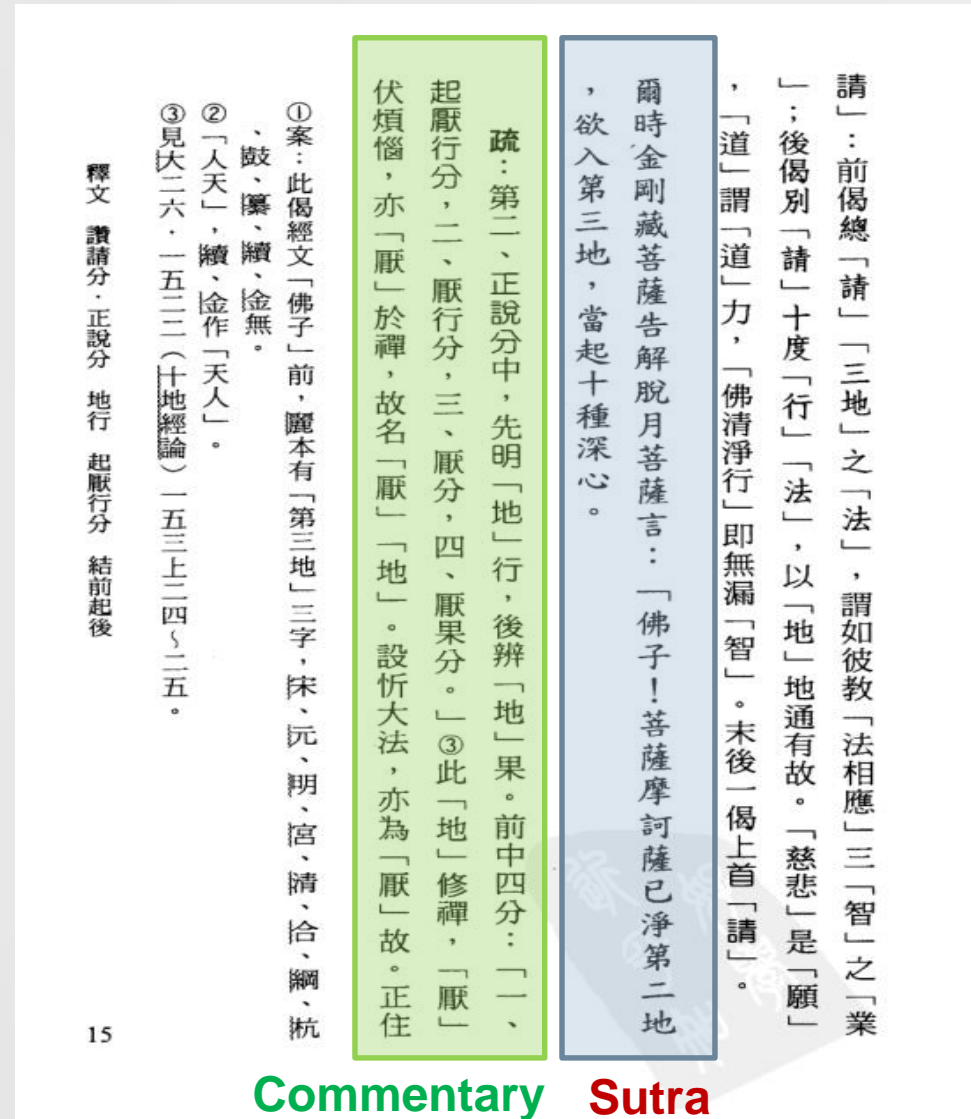 請」:前偈總「請」「三地」之「法」,謂如彼教「法相應」三「智」之「業
」;後偈別「請」十度「行」「法」,以「地」地通有故。「慈悲」是「願」
,「道」謂「道」力,「佛清淨行」即無漏「智」。末後一偈上首「請」。
爾時金剛藏菩薩告解脫月菩薩言:「佛子!菩薩摩訶薩已淨第二地
,欲入第三地,當起十種深心。
疏:第二、正說分中,先明「地」行,後辨「地」果。前中四分:「一、
起厭行分,二、厭行分,三、厭分,四、厭果分。」③此「地」修禪,「厭」
伏煩惱,亦「厭」於禪,故名「厭」「地」。設忻大法,亦為「厭」故。正住
①案:此偈經文「佛子」前,麗本有「第三地」三字,宋、元、明、宮、清、合、綱、杭
、鼓、纂、續、金無。
②「人天」,續、金作「天人」。
③見大二六.一五二二(十地經論)一五三上二四~二五。
釋文 讚請分.正說分 地行 起厭行分 結前起後
15
Commentary Sutra